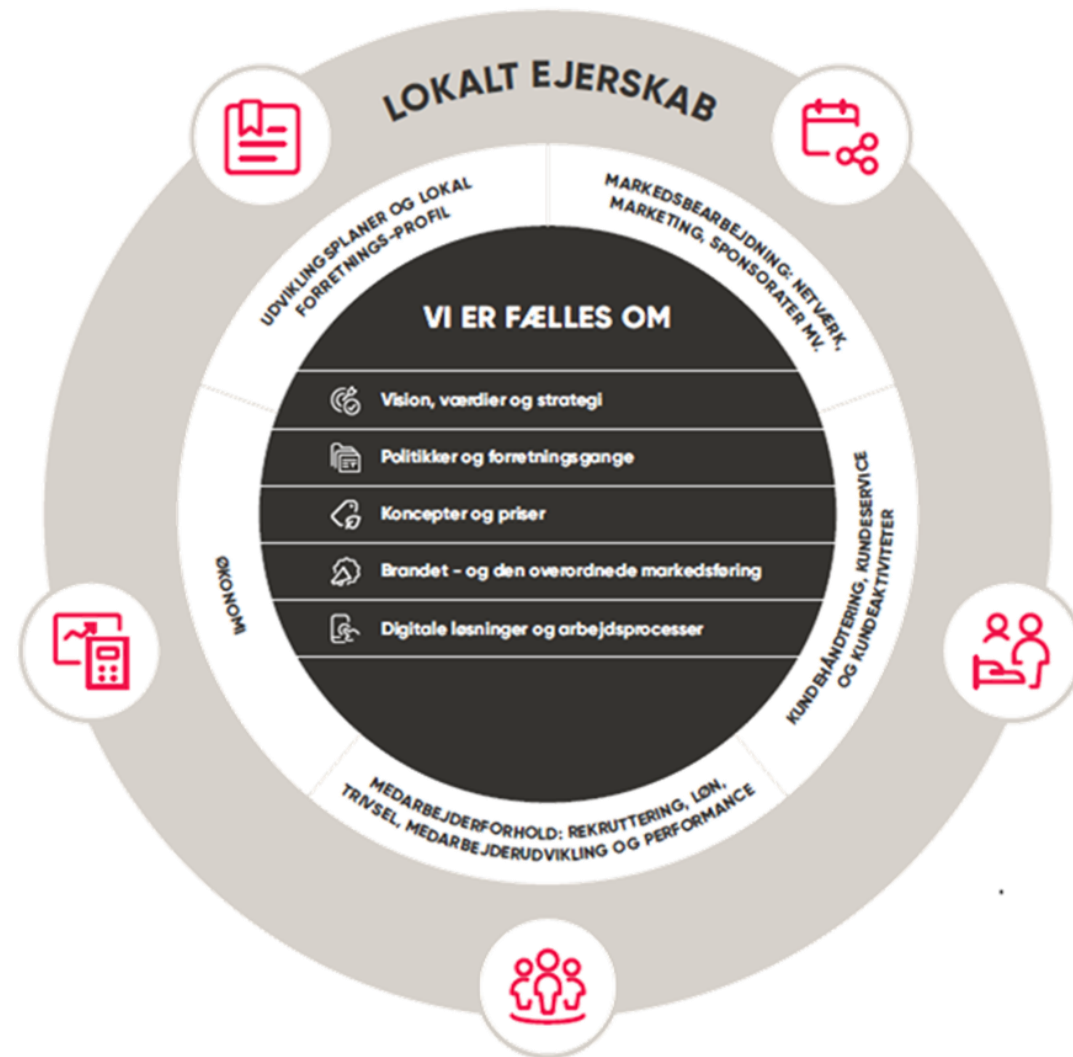 LOKALT EJERSKAB
UDVIKLINGSPLANER OG LOKAL
FORRETNINGS-PROFIL
MARKEDSBEARBEJDNING: NETVÆRK,
MARKETING, SPONSORATER MV.
VI ER FÆLLES OM
Vision, værdier og strategi
Politikker og forretningsgange
Koncepter og priser
Brandet - og den overordnede markedsføring
Digitale løsninger og arbejdsprocesser
KUNDEHÅNDTERING, KUNDESERVICE
OG KUNDEAKTIVITETER
ØKONOMI
MEDARBEJDERFORHOLD: REKRUTTERING, LØN,
TRIVSEL, MEDARBEJDERUDVIKLING OG PERFORMANCE